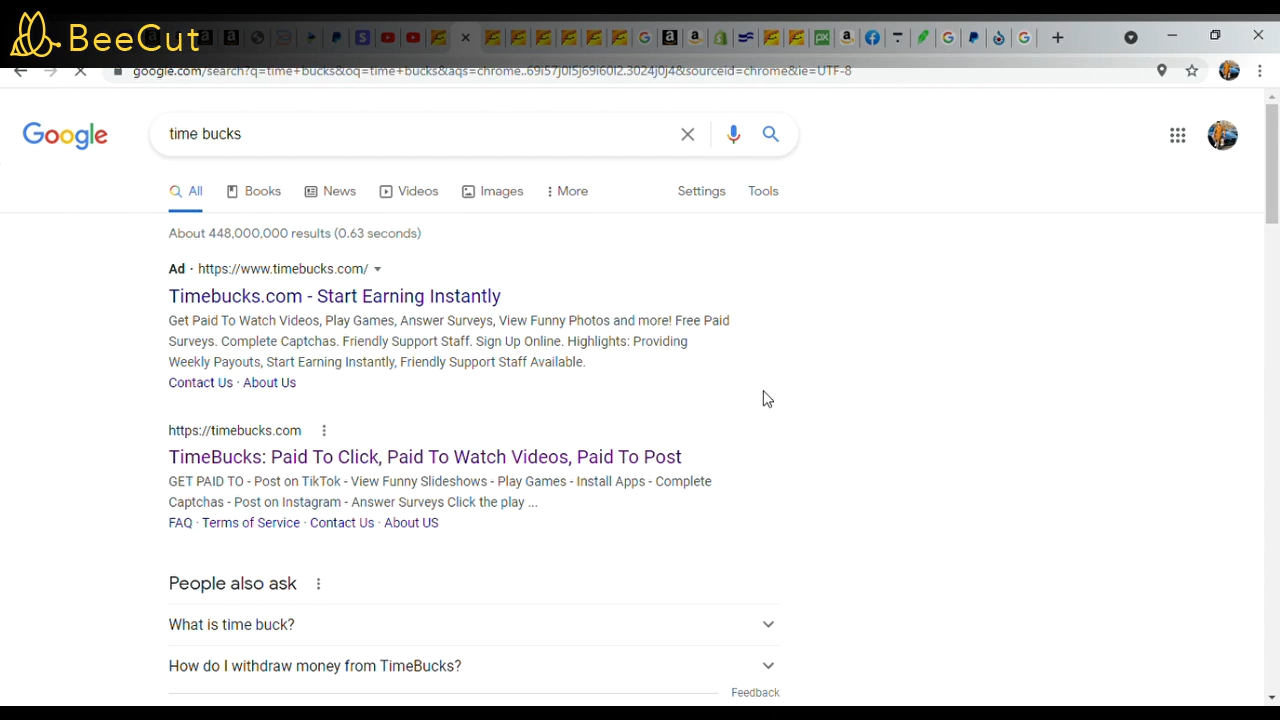 BeeCut
google.com/search?q=time+bucks&oq=time+bucks&aqs=chrome..69i57j0l5j69i60l2.3024j0j4&sourceid=chrome&ie=UTF-8
Google
time bucks
All
Books
News
Videos
Images
More
Settings
Tools
About 448,000,000 results (0.63 seconds)
Ad · https://www.timebucks.com/
Timebucks.com - Start Earning Instantly
Get Paid To Watch Videos, Play Games, Answer Surveys, View Funny Photos and more! Free Paid
Surveys. Complete Captchas. Friendly Support Staff. Sign Up Online. Highlights: Providing
Weekly Payouts, Start Earning Instantly, Friendly Support Staff Available.
Contact Us · About Us
https://timebucks.com
TimeBucks: Paid To Click, Paid To Watch Videos, Paid To Post
GET PAID TO - Post on TikTok - View Funny Slideshows - Play Games - Install Apps - Complete
Captchas - Post on Instagram - Answer Surveys Click the play ...
FAQ · Terms of Service · Contact Us · About US
People also ask
What is time buck?
How do I withdraw money from TimeBucks?
Feedback